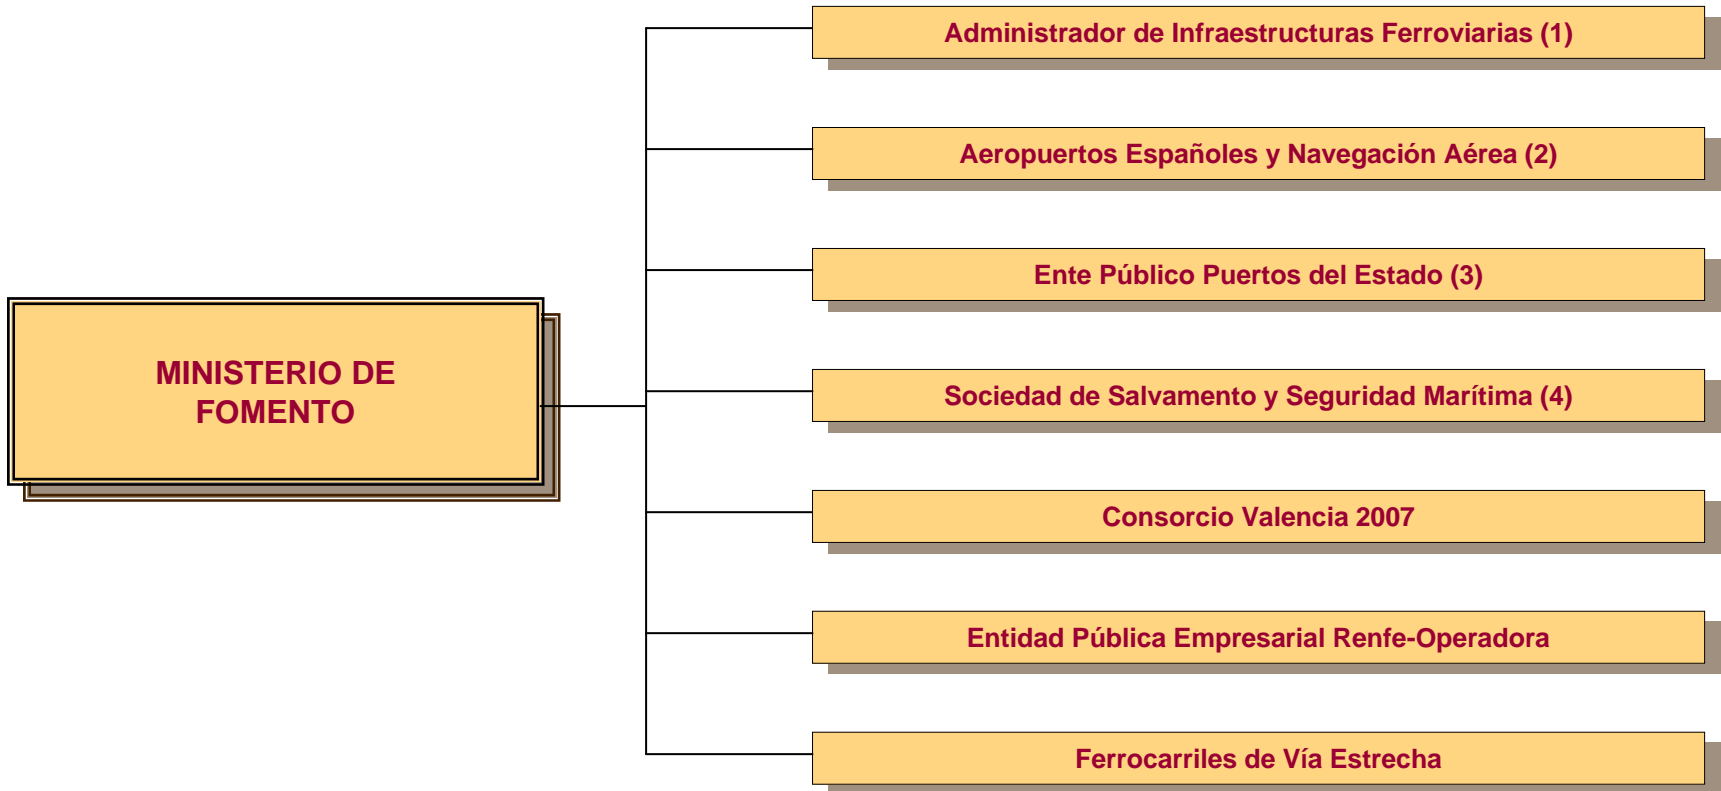 Administrador de Infraestructuras Ferroviarias (1)
Aeropuertos Españoles y Navegación Aérea (2)
Ente Público Puertos del Estado (3)
MINISTERIO DE
FOMENTO
Sociedad de Salvamento y Seguridad Marítima (4)
Consorcio Valencia 2007
Entidad Pública Empresarial Renfe-Operadora
Ferrocarriles de Vía Estrecha